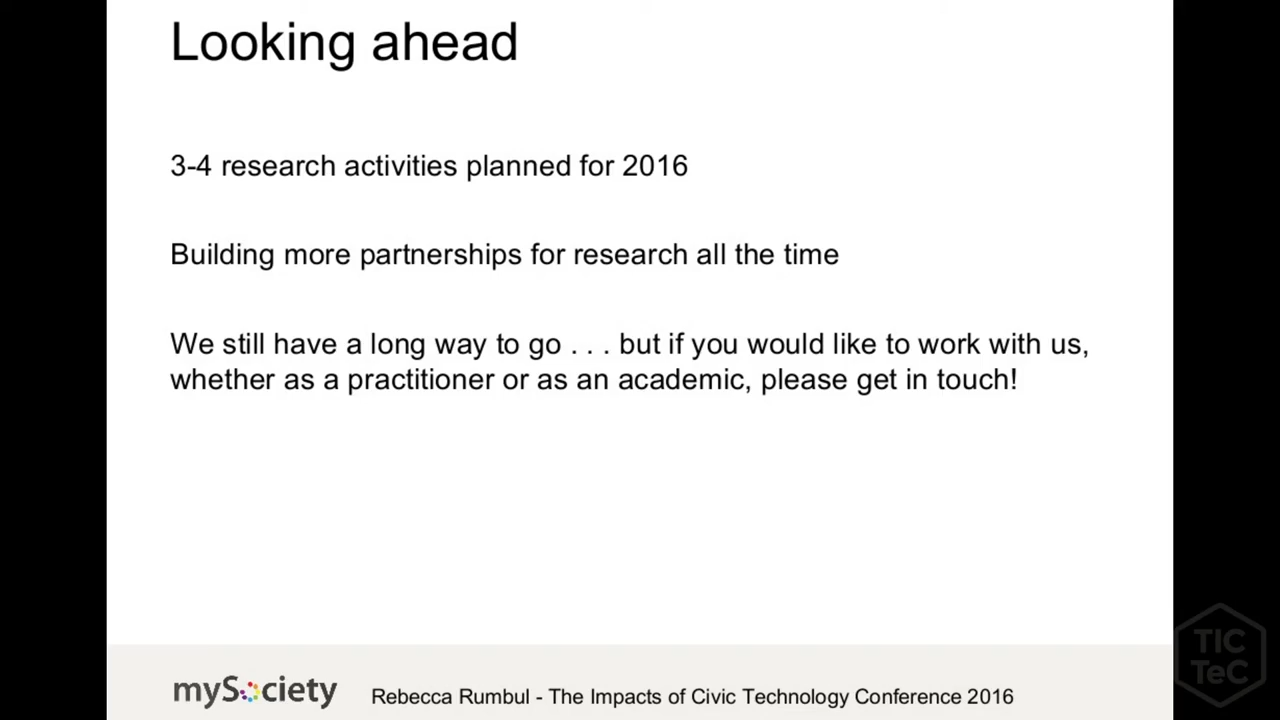 Looking ahead
3-4 research activities planned for 2016
Building more partnerships for research all the time
We still have a long way to go . . . but if you would like to work with us,
whether as a practitioner or as an academic, please get in touch!
mySociety
Rebecca Rumbul - The Impacts of Civic Technology Conference 2016
TIC
TeC